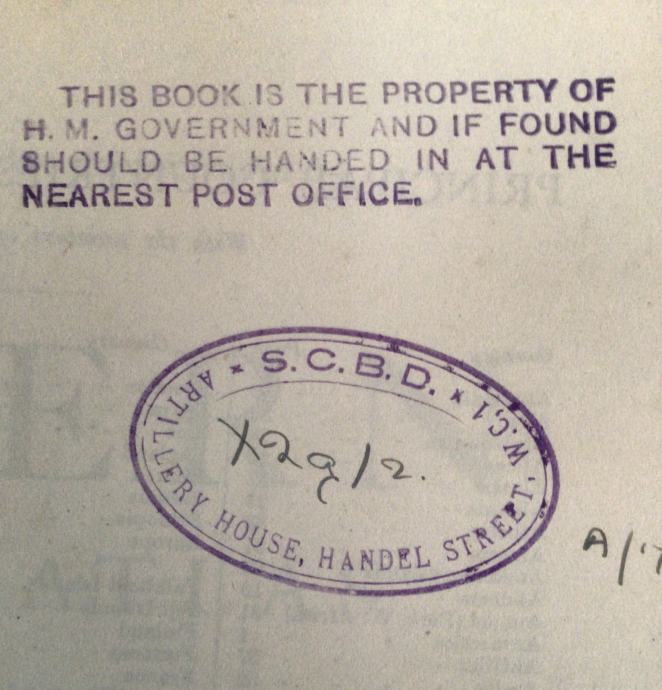 THIS BOOK IS THE PROPERTY OF
H. M. GOVERNMENT AND IF FOUND
SHOULD BE HANDED IN AT THE
NEAREST POST OFFICE.
* S.C.B.D. *
X2g/2.
ARTILLERY HOUSE, HANDEL STREET, W.C.1
A/